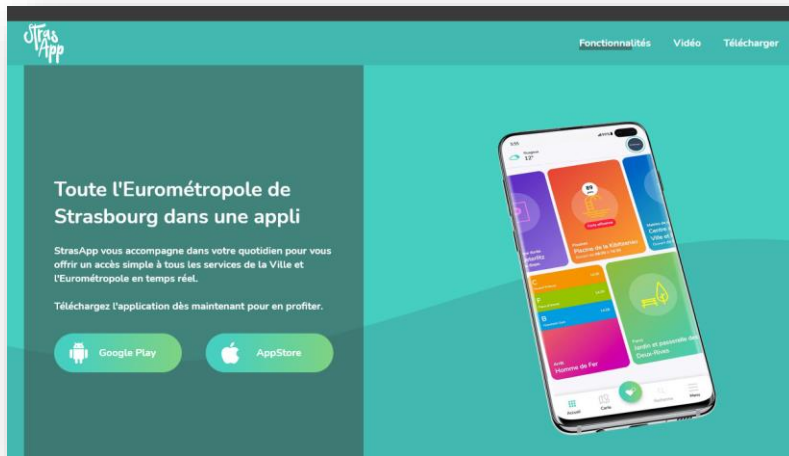 Stras
App
Fonctionnalités Vidéo Télécharger
Toute l'Eurométropole de
Strasbourg dans une appli
StrasApp vous accompagne dans votre quotidien pour vous
offrir un accès simple à tous les services de la Ville et
l'Eurométropole en temps réel.
Téléchargez l'application dès maintenant pour en profiter.
Google Play AppStore
12°
Piscine de la Kibitzenau
C
F
B
Homme de Fer
Jardin et passerelle des
Deux-Rives
Accueil Carte Menu